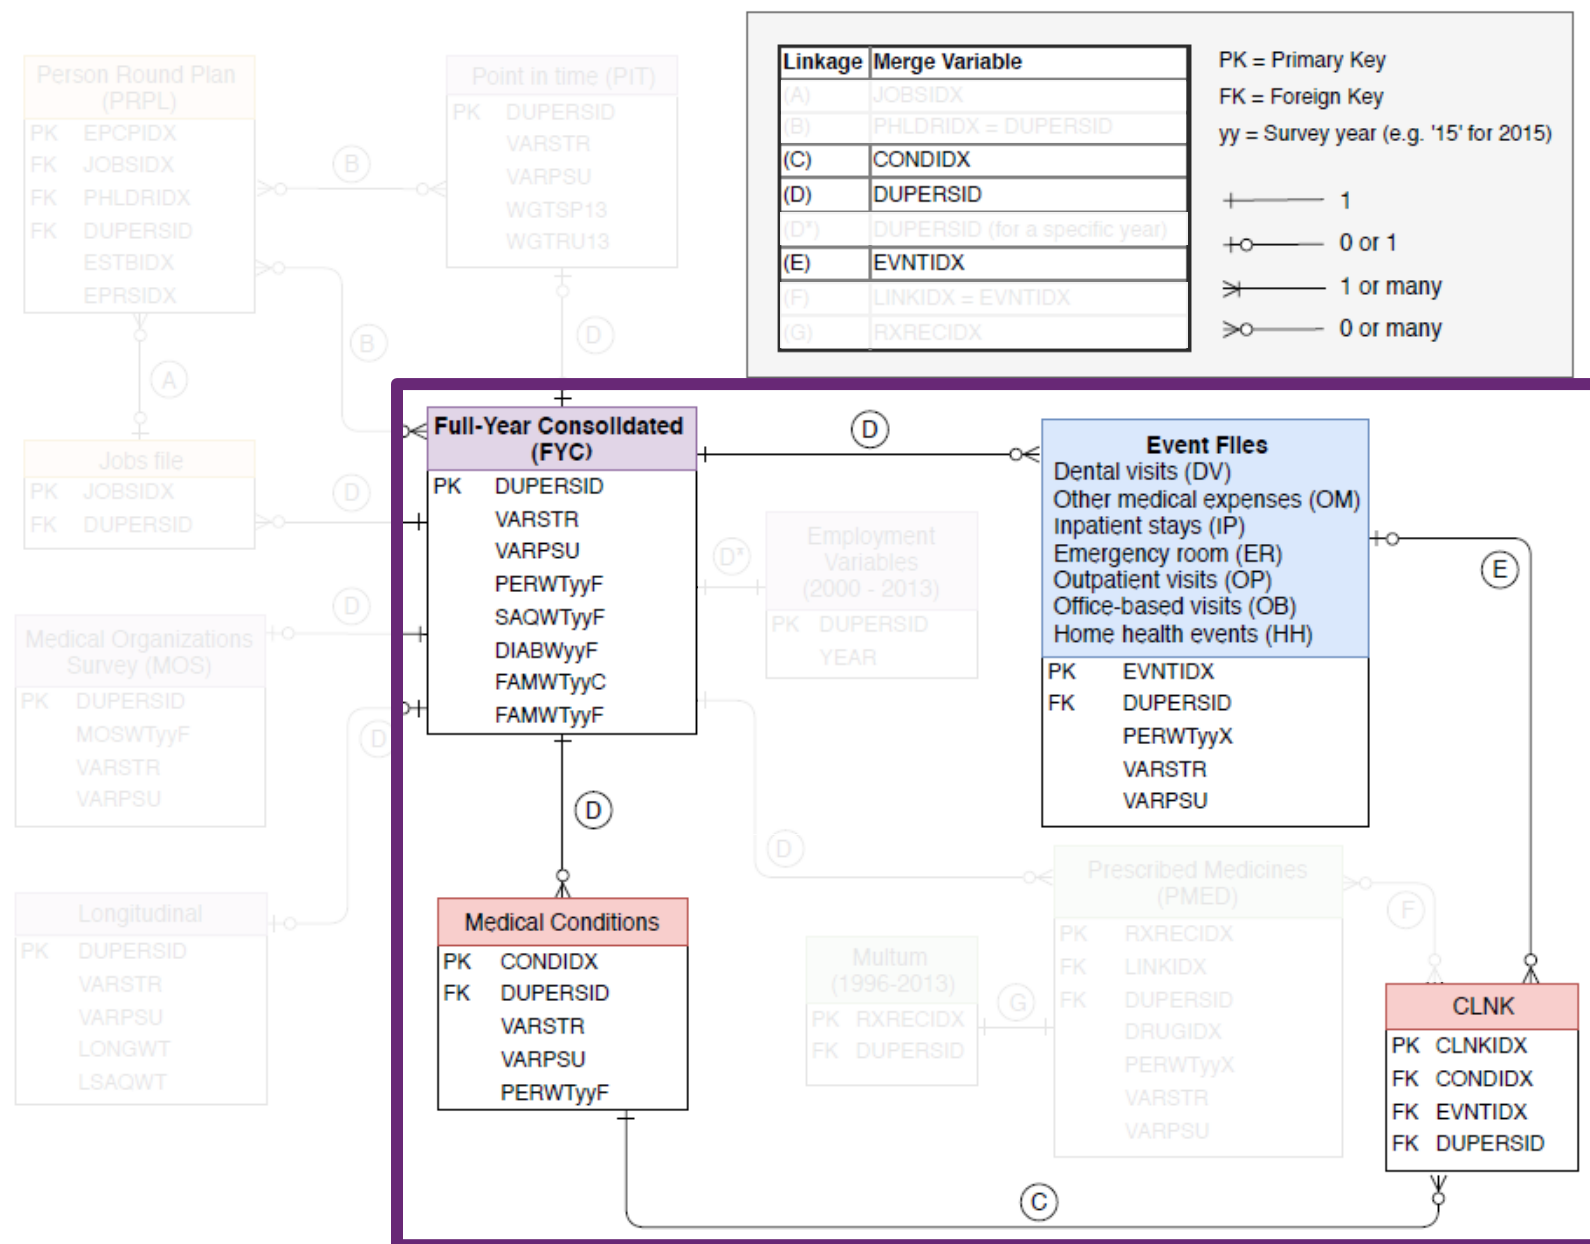 Person Round Plan
(PRPL)
PK EPCPIDX
FK JOBSIDX
FK PHLDRIDX
FK DUPERSID
ESTBIDX
EPRSIDX
B
Point in time (PIT)
PK DUPERSID
VARSTR
VARPSU
WGTSP13
WGTRU13
Linkage Merge Variable
(A) JOBSIDX
(B) PHLDRIDX = DUPERSID
(C) CONDIDX
(D) DUPERSID
(D*) DUPERSID (for a specific year)
(E) EVNTIDX
(F) LINKIDX = EVNTIDX
(G) RXRECIDX
PK = Primary Key
FK = Foreign Key
yy = Survey year (e.g. '15' for 2015)
1
0 or 1
1 or many
0 or many
B
D
A
Jobs file
PK JOBSIDX
FK DUPERSID
D
Full-Year Consolidated
(FYC)
PK DUPERSID
VARSTR
VARPSU
PERWTyyF
SAQWTyyF
DIABWyyF
FAMWTyyC
FAMWTyyF
D
Event Files
Dental visits (DV)
Other medical expenses (OM)
Inpatient stays (IP)
Emergency room (ER)
Outpatient visits (OP)
Office-based visits (OB)
Home health events (HH)
PK EVNTIDX
FK DUPERSID
PERWTyyX
VARSTR
VARPSU
E
D*
Employment
Variables
(2000 - 2013)
PK DUPERSID
YEAR
D
Medical Organizations
Survey (MOS)
PK DUPERSID
MOSWTyyF
VARSTR
VARPSU
D
D
D
Longitudinal
PK DUPERSID
VARSTR
VARPSU
LONGWT
LSAQWT
Medical Conditions
PK CONDIDX
FK DUPERSID
VARSTR
VARPSU
PERWTyyF
Multum
(1996-2013)
PK RXRECIDX
FK DUPERSID
G
Prescribed Medicines
(PMED)
PK RXRECIDX
FK LINKIDX
FK DUPERSID
DRUGIDX
PERWTyyX
VARSTR
VARPSU
F
CLNK
PK CLNKIDX
FK CONDIDX
FK EVNTIDX
FK DUPERSID
C